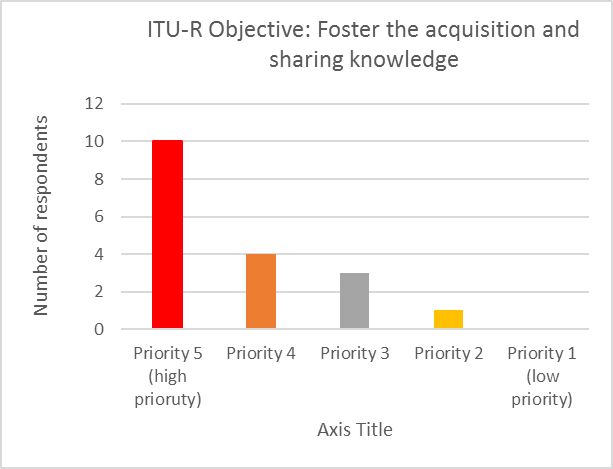 ITU-R Objective: Foster the acquisition and
sharing knowledge
Number of respondents
12
10
8
6
4
2
0
Priority 5
(high
prioruty)
Priority 4
Priority 3
Priority 2
Priority 1
(low
priority)
Axis Title